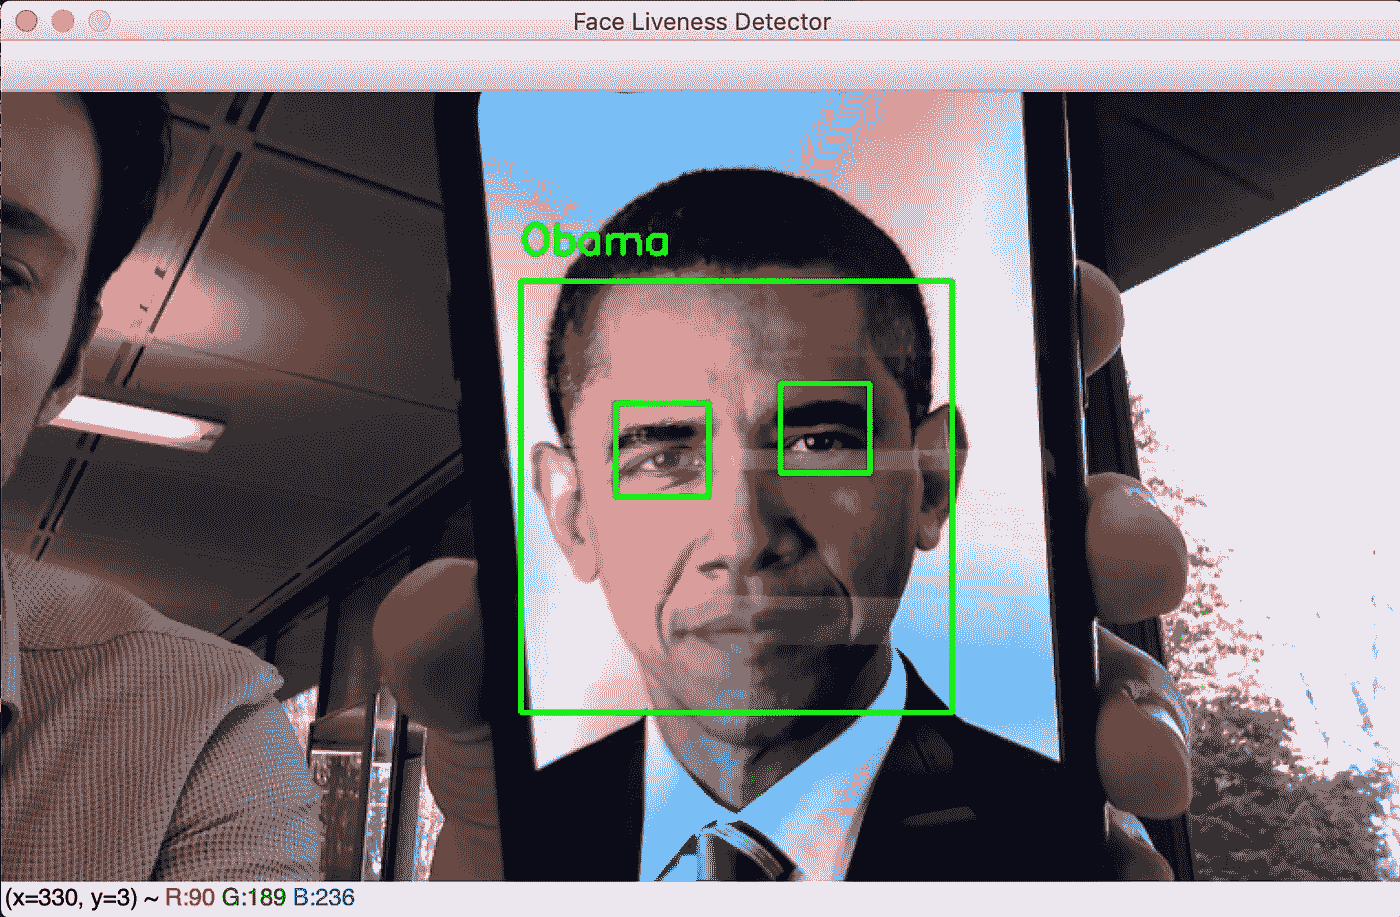 Face Liveness Detector
Obama
(x=330, y=3) ~ R:90 G:189 B:236